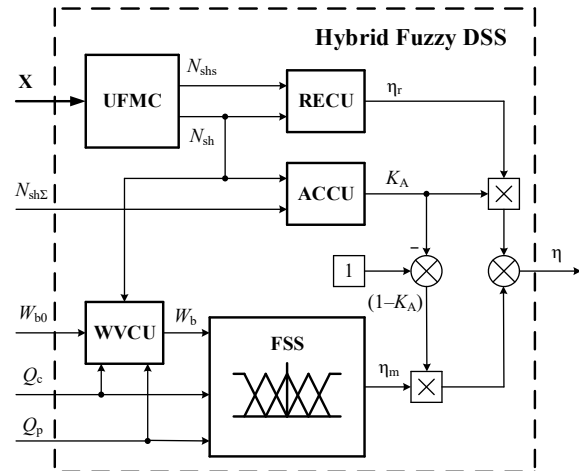 Hybrid Fuzzy DSS
X
UFMC
N_shs
N_sh
RECU
η_r
N_shΣ
ACCU
K_A
×
–
1
η
(1–K_A)
W_b0
WVCU
W_b
FSS
Q_c
η_m
×
Q_p